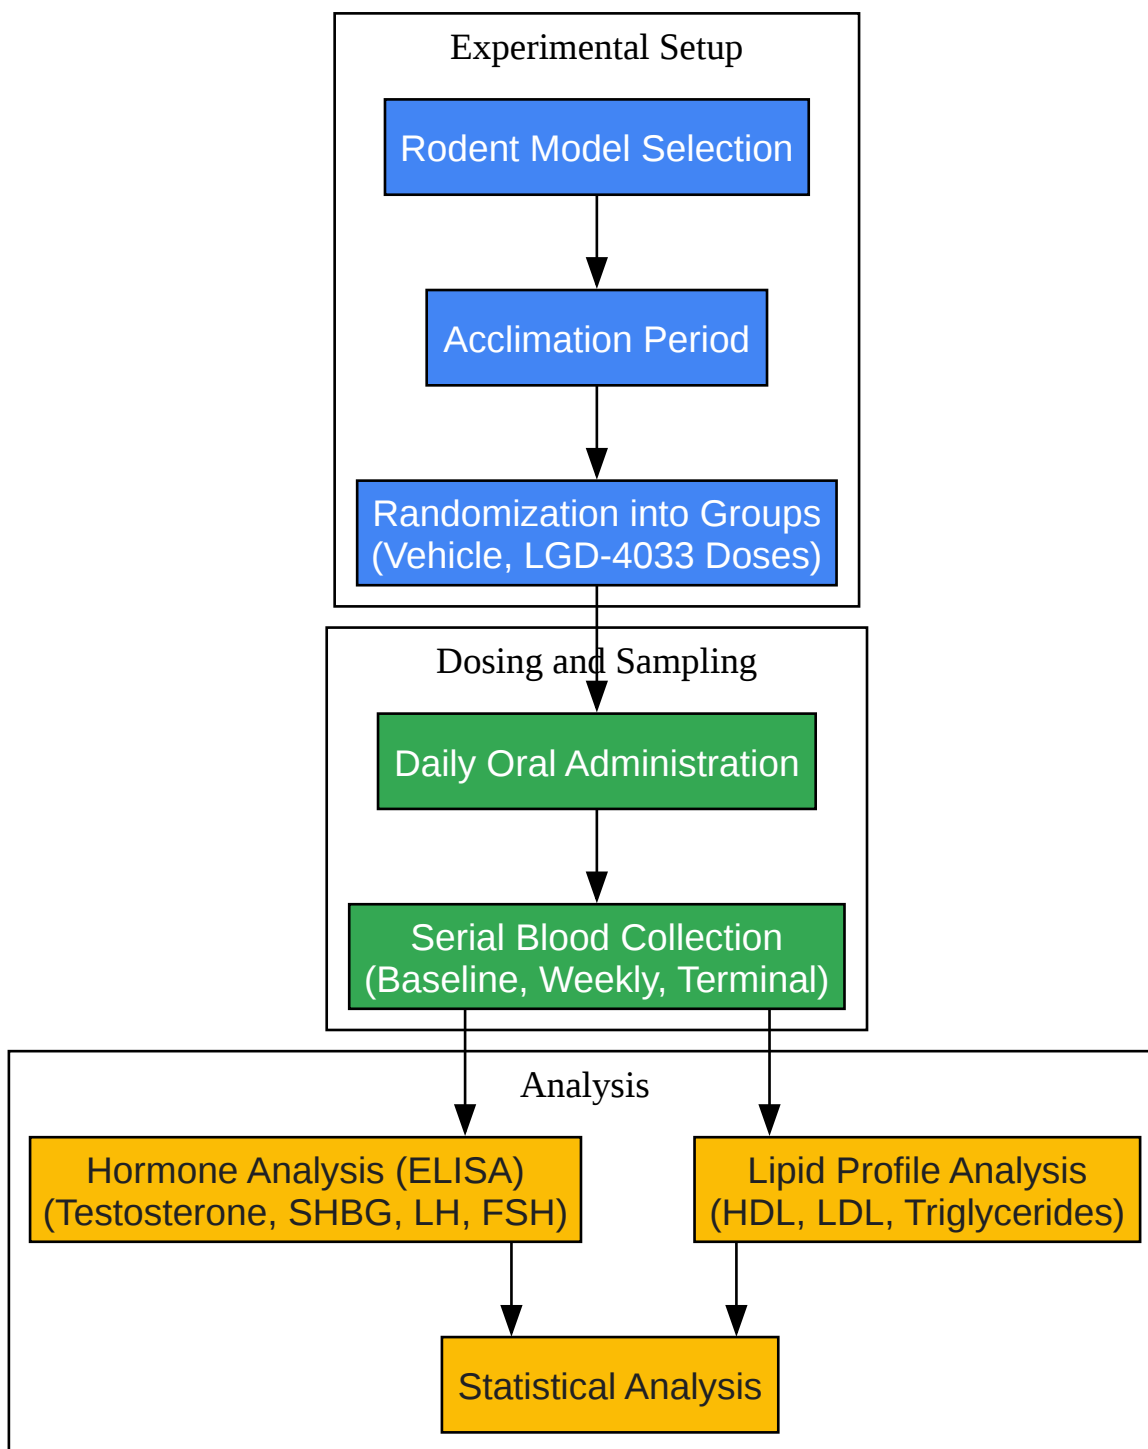 Experimental Setup
Rodent Model Selection
Acclimation Period
Randomization into Groups
(Vehicle, LGD-4033 Doses)
Dosing and Sampling
Daily Oral Administration
Serial Blood Collection
(Baseline, Weekly, Terminal)
Analysis
Hormone Analysis (ELISA)
(Testosterone, SHBG, LH, FSH)
Lipid Profile Analysis
(HDL, LDL, Triglycerides)
Statistical Analysis